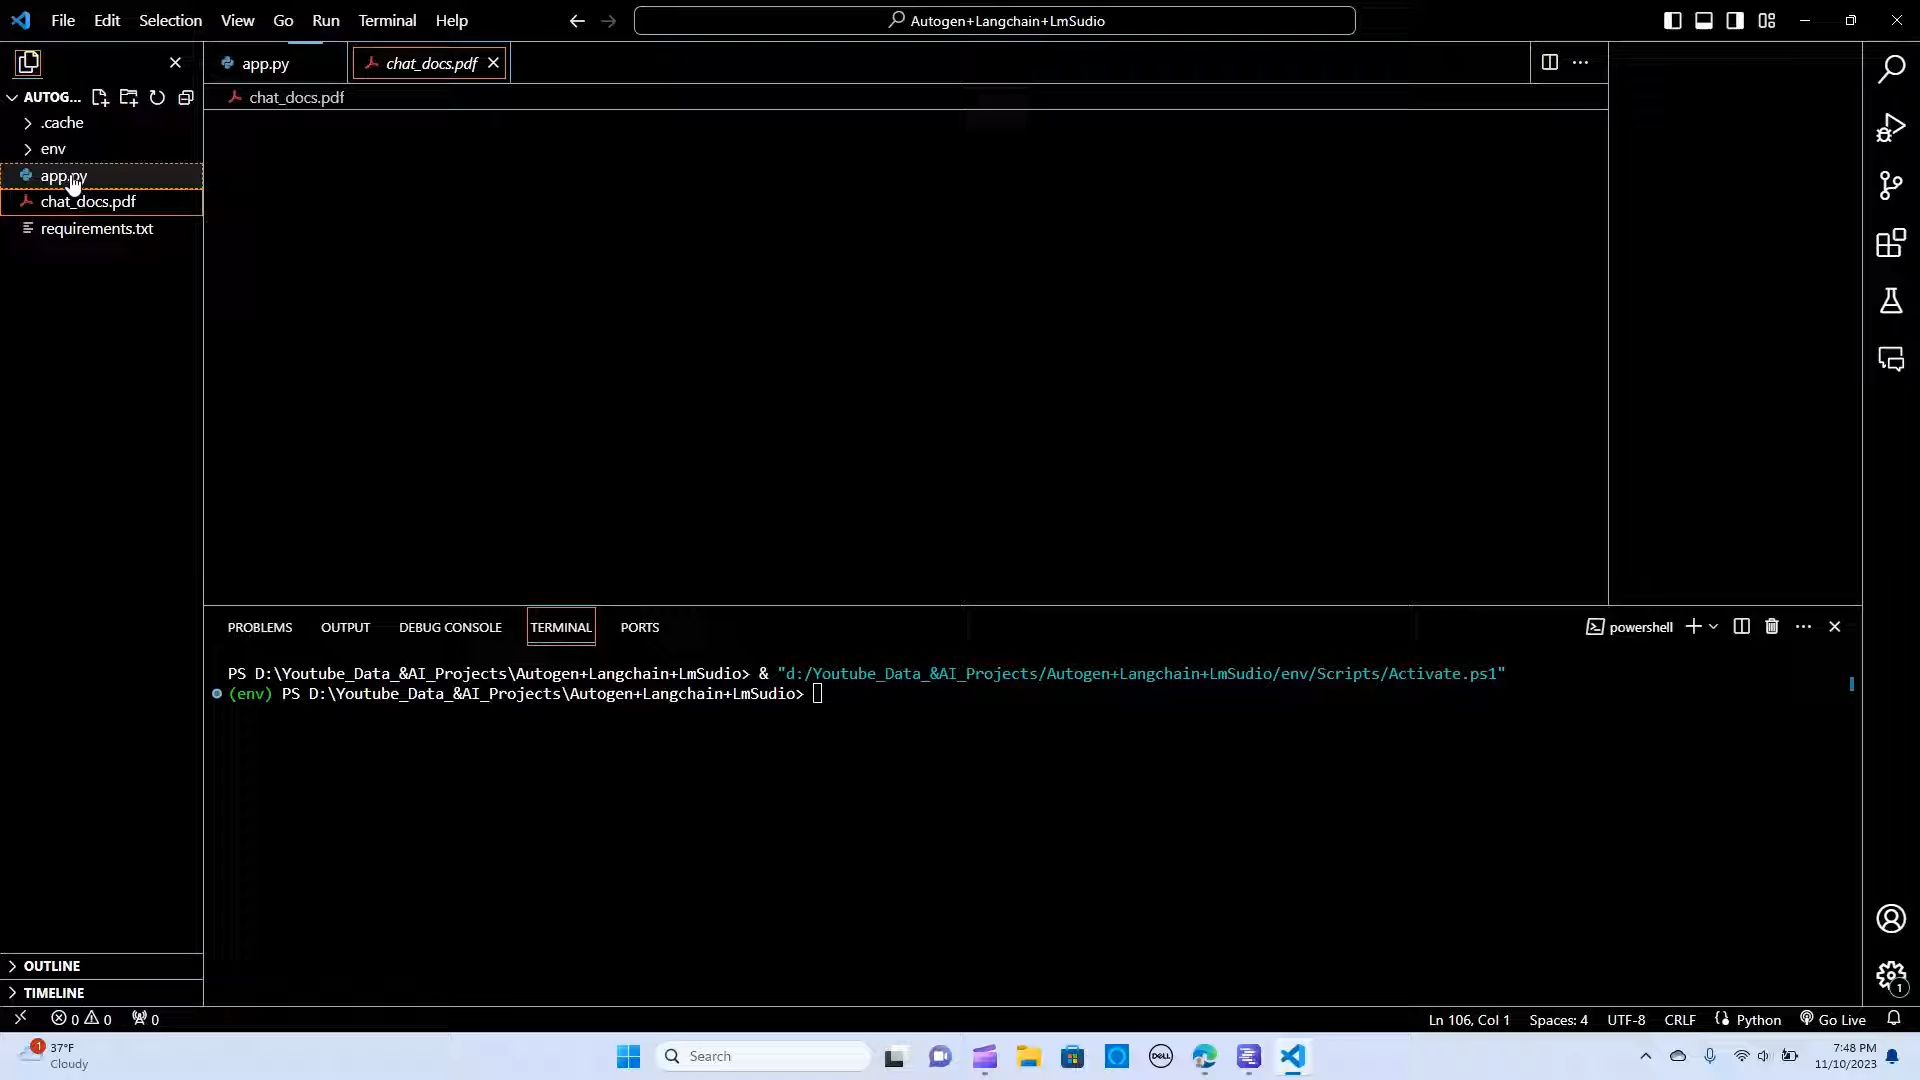 File Edit Selection View Go Run Terminal Help
Autogen+Langchain+LmSudio
AUTOG...
.cache
env
app.py
chat_docs.pdf
requirements.txt
OUTLINE
TIMELINE
app.py
chat_docs.pdf
chat_docs.pdf
PROBLEMS OUTPUT DEBUG CONSOLE TERMINAL PORTS
powershell
PS D:\Youtube_Data_&AI_Projects\Autogen+Langchain+LmSudio> & "d:/Youtube_Data_&AI_Projects/Autogen+Langchain+LmSudio/env/Scripts/Activate.ps1"
(env) PS D:\Youtube_Data_&AI_Projects\Autogen+Langchain+LmSudio>
1
0 0 0
Ln 106, Col 1 Spaces: 4 UTF-8 CRLF Python Go Live
1
37°F
Cloudy
Search
DELL
7:48 PM
11/10/2023